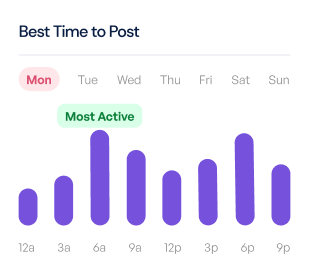 Best Time to Post
Mon Tue Wed Thu Fri Sat Sun
Most Active
12a 3a 6a 9a 12p 3p 6p 9p